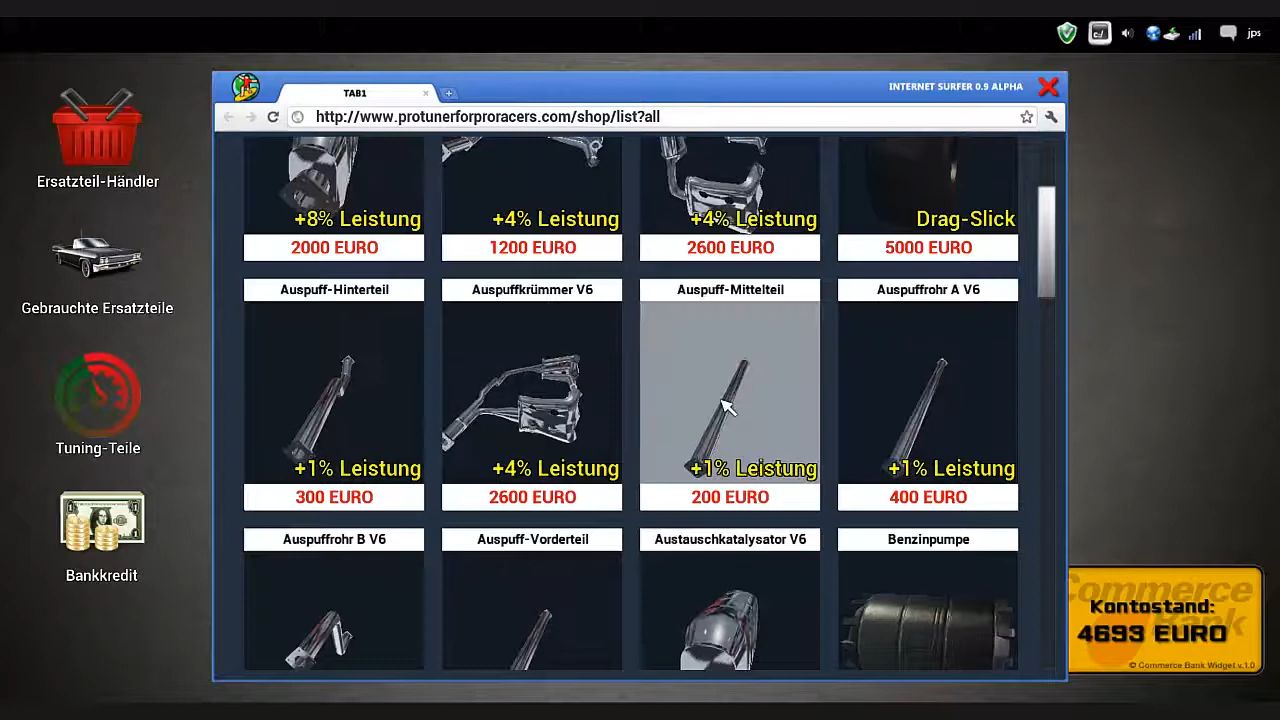 jps
TAB1
INTERNET SURFER 0.9 ALPHA
http://www.protunerforproracers.com/shop/list?all
Ersatzteil-Händler
Gebrauchte Ersatzteile
Tuning-Teile
Bankkredit
+8% Leistung
+4% Leistung
+4% Leistung
Drag-Slick
2000 EURO
1200 EURO
2600 EURO
5000 EURO
Auspuff-Hinterteil
Auspuffkrümmer V6
Auspuff-Mittelteil
Auspuffrohr A V6
+1% Leistung
+4% Leistung
+1% Leistung
+1% Leistung
300 EURO
2600 EURO
200 EURO
400 EURO
Auspuffrohr B V6
Auspuff-Vorderteil
Austauschkatalysator V6
Benzinpumpe
Commerce
Bank
Kontostand:
4693 EURO
© Commerce Bank Widget v.1.0